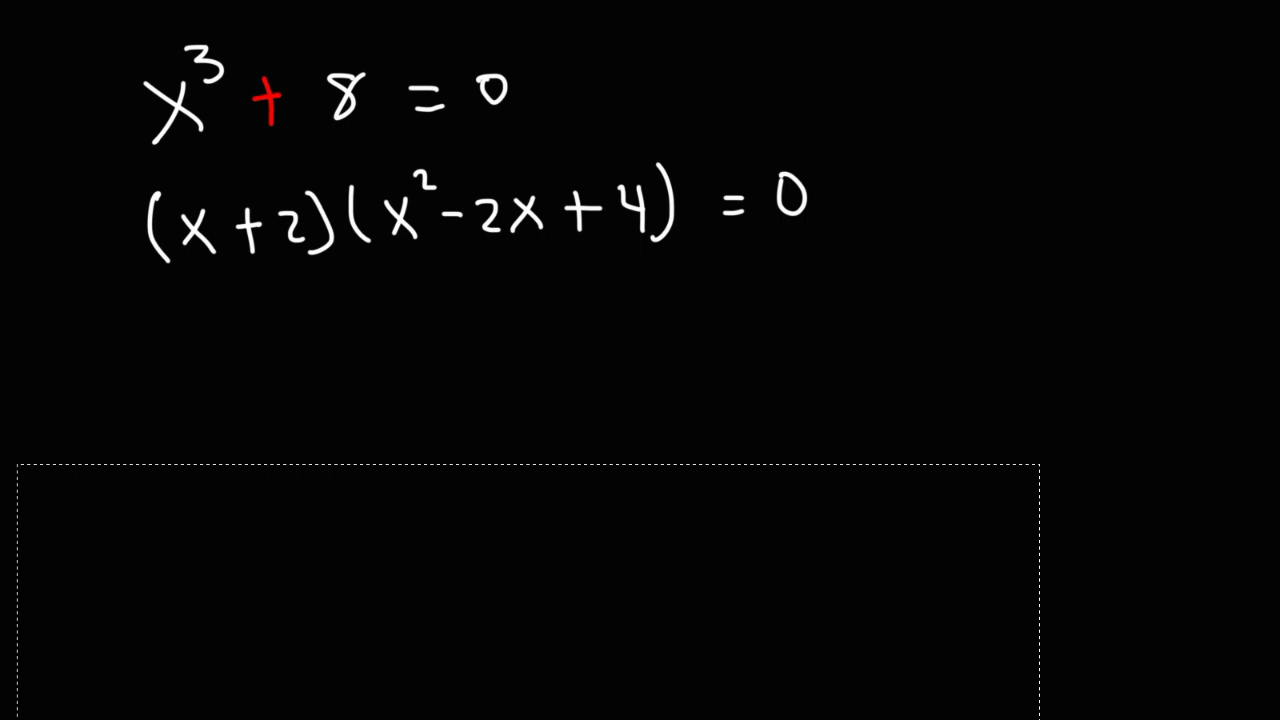 x³ + 8 = 0
(x + 2)(x² - 2x + 4) = 0